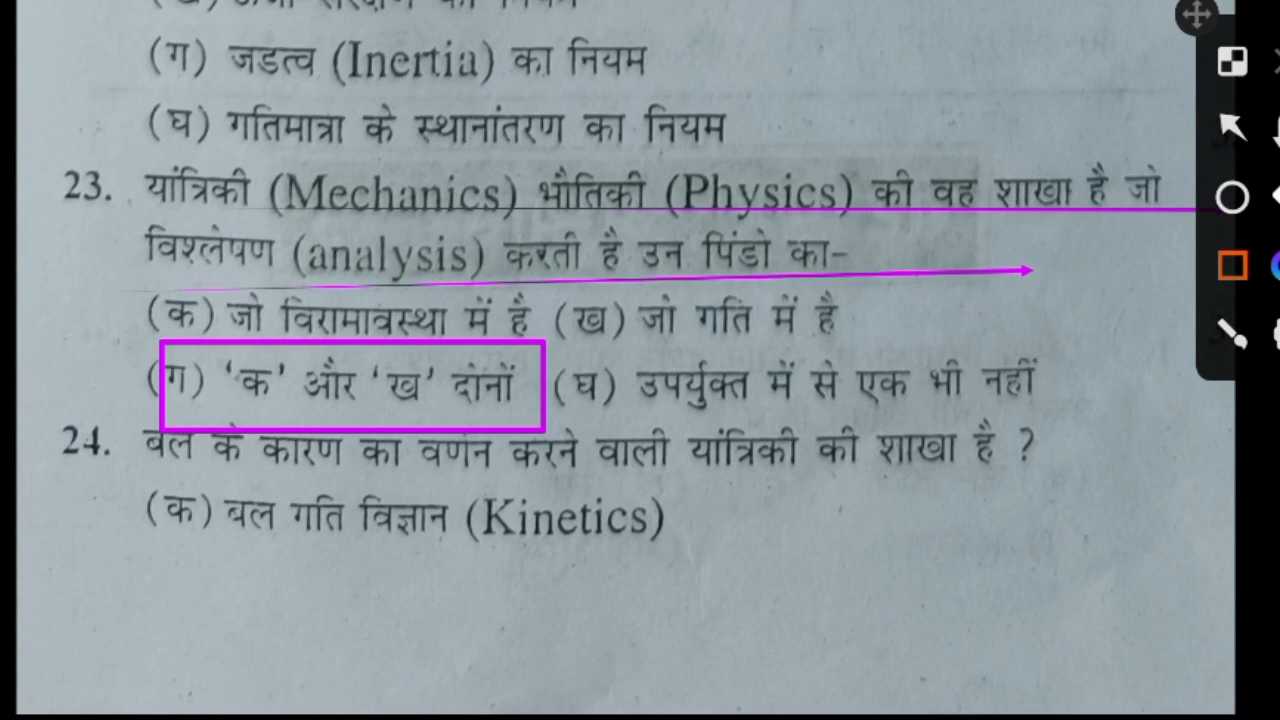 (ग) जडत्व (Inertia) का नियम
(घ) गतिमात्रा के स्थानांतरण का नियम
23. यांत्रिकी (Mechanics) भौतिकी (Physics) की वह शाखा है जो
विश्लेषण (analysis) करती है उन पिंडो का-
(क) जो विरामावस्था में है (ख) जो गति में है
(ग) 'क' और 'ख' दोनों (घ) उपर्युक्त में से एक भी नहीं
24. बल के कारण का वर्णन करने वाली यांत्रिकी की शाखा है ?
(क) बल गति विज्ञान (Kinetics)